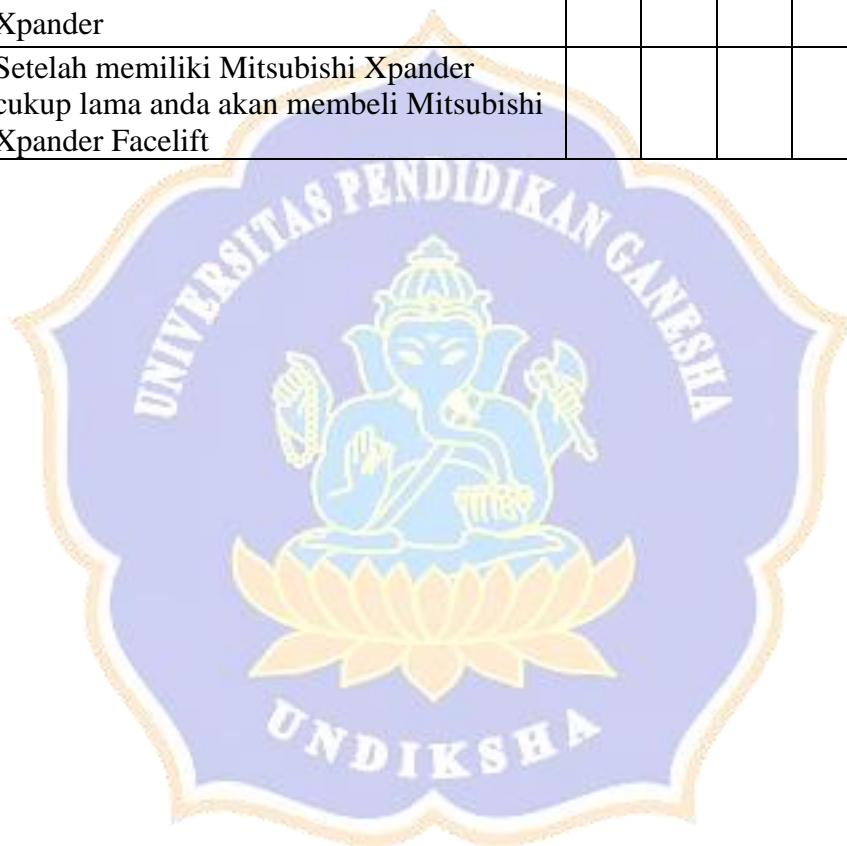 Xpander
Setelah memiliki Mitsubishi Xpander
cukup lama anda akan membeli Mitsubishi
Xpander Facelift
UNIVERSITAS PENDIDIKAN GANESHA
UNDIKSHA